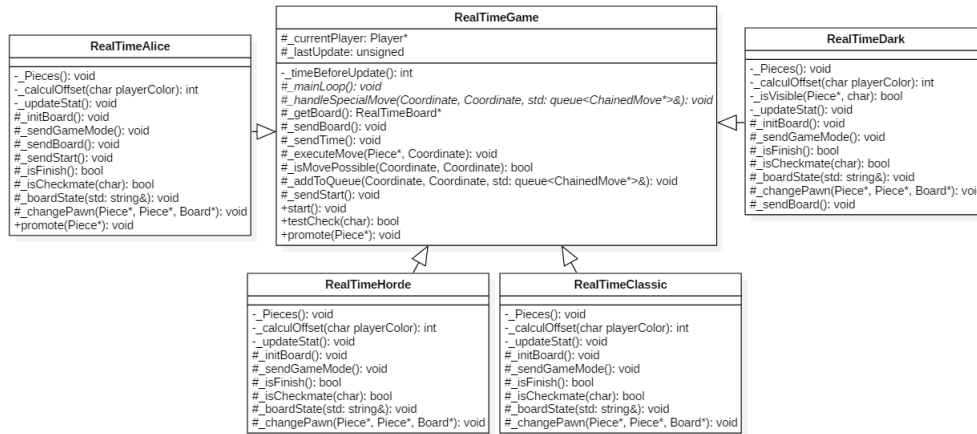 RealTimeGame
#_currentPlayer: Player*
#_lastUpdate: unsigned
-_timeBeforeUpdate(): int
#_mainLoop(): void
#_handleSpecialMove(Coordinate, Coordinate, std: queue<ChainedMove*>&): void
#_getBoard(): RealTimeBoard*
#_sendBoard(): void
#_sendTime(): void
#_executeMove(Piece*, Coordinate): void
#_isMovePossible(Coordinate, Coordinate): bool
#_addToQueue(Coordinate, Coordinate, std: queue<ChainedMove*>&): void
#_sendStart(): void
+start(): void
+testCheck(char): bool
+promote(Piece*): void
RealTimeAlice
-_Pieces(): void
-_calculOffset(char playerColor): int
-_updateStat(): void
#_initBoard(): void
#_sendGameMode(): void
#_sendBoard(): void
#_sendStart(): void
#_isFinish(): bool
#_isCheckmate(char): bool
#_boardState(std: string&): void
#_changePawn(Piece*, Piece*, Board*): void
+promote(Piece*): void
RealTimeDark
-_Pieces(): void
-_calculOffset(char playerColor): int
-_isVisible(Piece*, char): bool
-_updateStat(): void
#_initBoard(): void
#_sendGameMode(): void
#_isFinish(): bool
#_isCheckmate(char): bool
#_boardState(std: string&): void
#_changePawn(Piece*, Piece*, Board*): void
#_sendBoard(): void
RealTimeHorde
-_Pieces(): void
-_calculOffset(char playerColor): int
-_updateStat(): void
#_initBoard(): void
#_sendGameMode(): void
#_isFinish(): bool
#_isCheckmate(char): bool
#_boardState(std: string&): void
#_changePawn(Piece*, Piece*, Board*): void
RealTimeClassic
-_Pieces(): void
-_calculOffset(char playerColor): int
-_updateStat(): void
#_initBoard(): void
#_sendGameMode(): void
#_isFinish(): bool
#_isCheckmate(char): bool
#_boardState(std: string&): void
#_changePawn(Piece*, Piece*, Board*): void